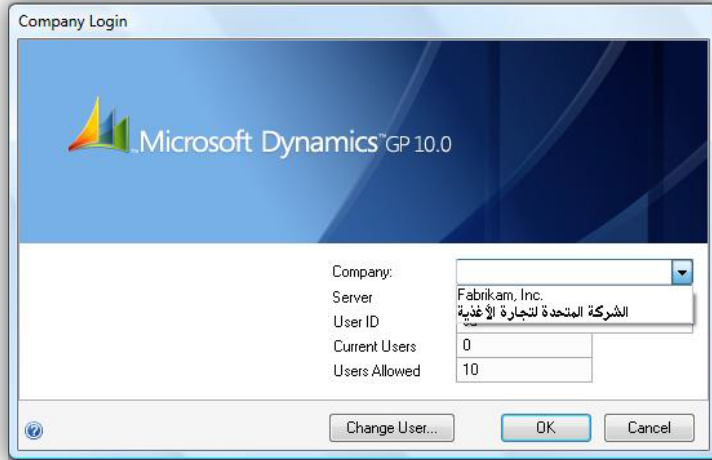 Company Login
Microsoft Dynamics™ GP 10.0
Company:
Server
Fabrikam, Inc.
الشركة المتحدة لتجارة الأغذية
User ID
Current Users 0
Users Allowed 10
Change User...
OK
Cancel